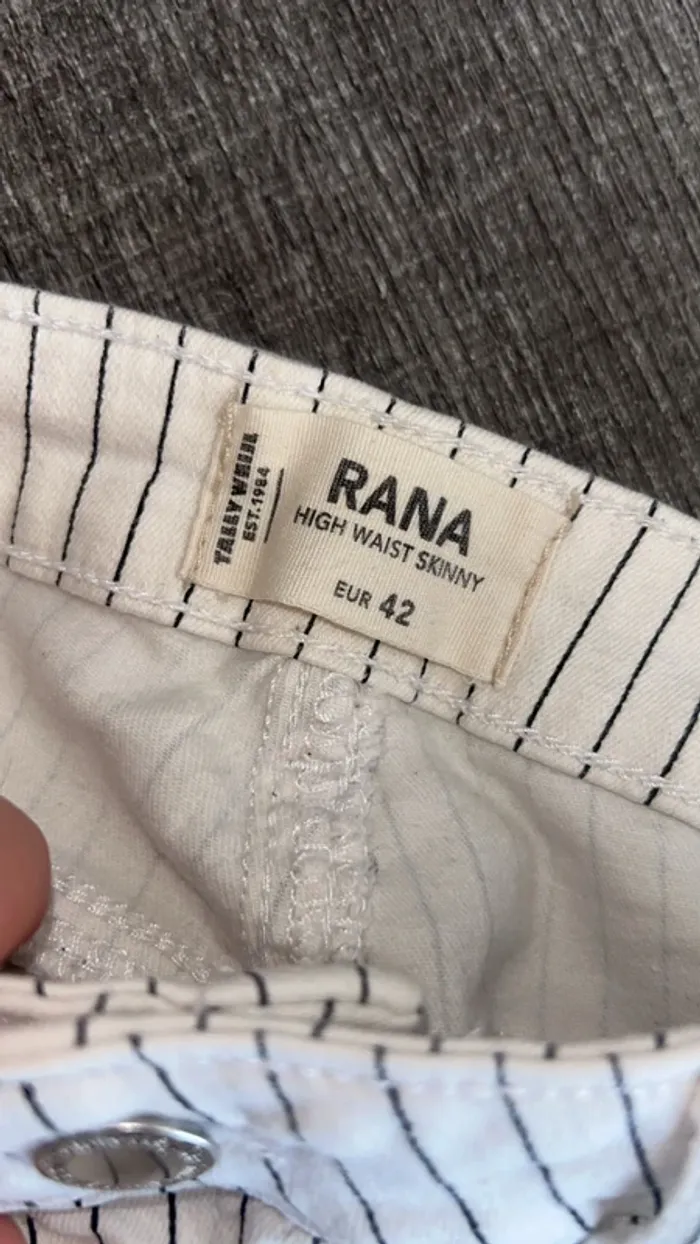 TALLY WEiJL
EST.1984
RANA
HIGH WAIST SKINNY
EUR 42